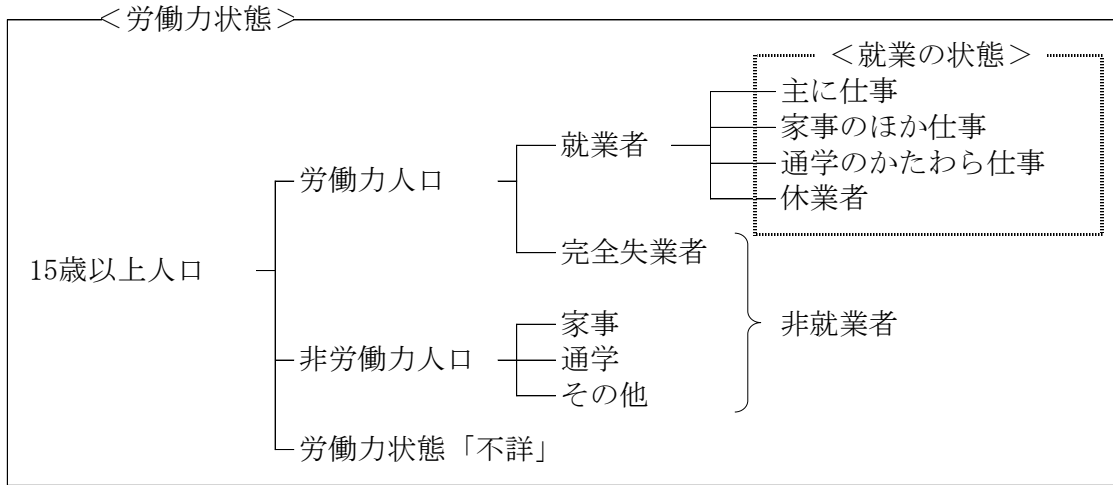 ＜労働力状態＞
＜就業の状態＞
主に仕事
家事のほか仕事
就業者
通学のかたわら仕事
労働力人口
休業者
完全失業者
15歳以上人口
非就業者
家事
非労働力人口
通学
その他
労働力状態「不詳」